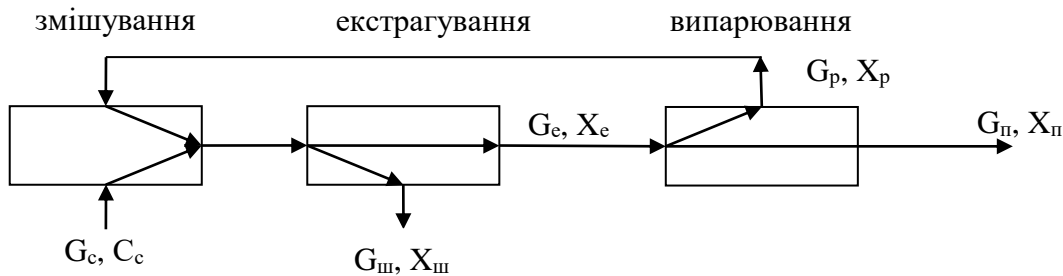 змішування екстрагування випарювання
Gр, Xр
Gе, Xе
Gп, Xп
Gс, Cс
Gш, Xш